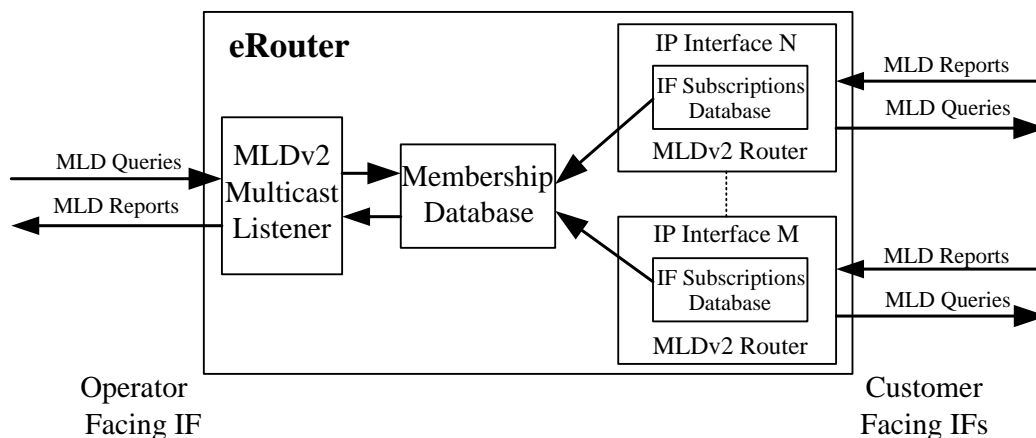 eRouter
IP Interface N
IF Subscriptions
Database
MLDv2 Router
MLD Reports
MLD Queries
MLD Queries
MLD Reports
MLDv2
Multicast
Listener
Membership
Database
IP Interface M
IF Subscriptions
Database
MLDv2 Router
MLD Reports
MLD Queries
Operator
Facing IF
Customer
Facing IFs